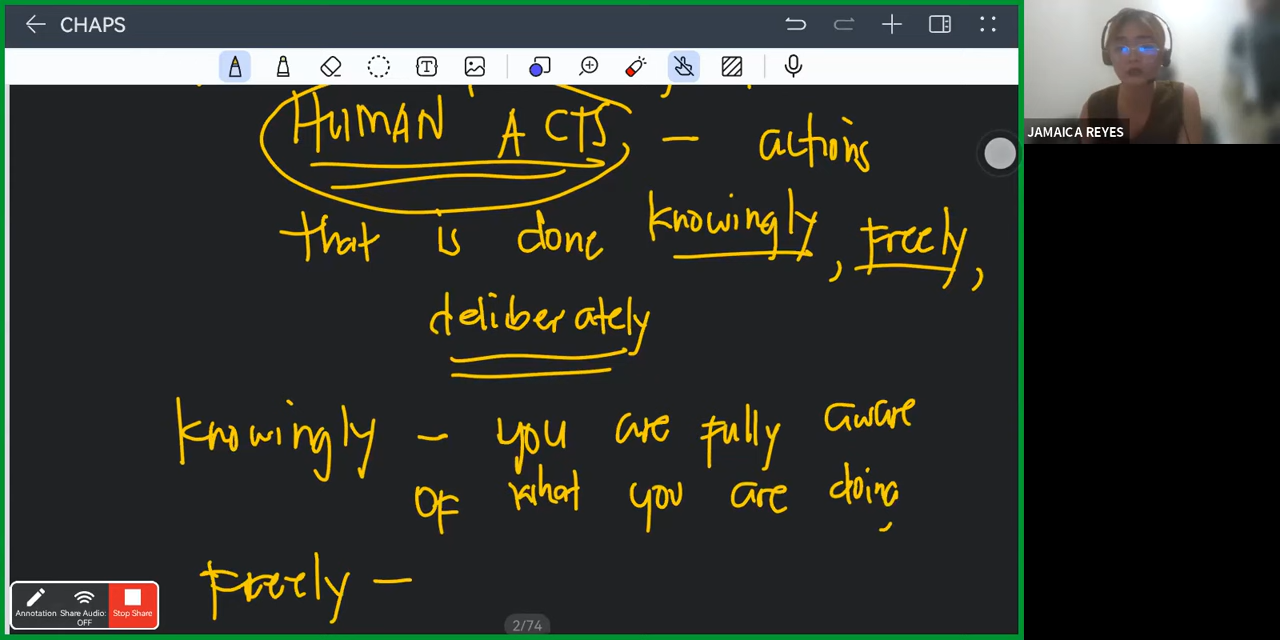 CHAPS
HUMAN ACTS, — actions
that is done knowingly, freely,
deliberately
knowingly — you are fully aware
of what you are doing
freely —
JAMAICA REYES
Annotation
Share Audio:
OFF
Stop Share
2/74